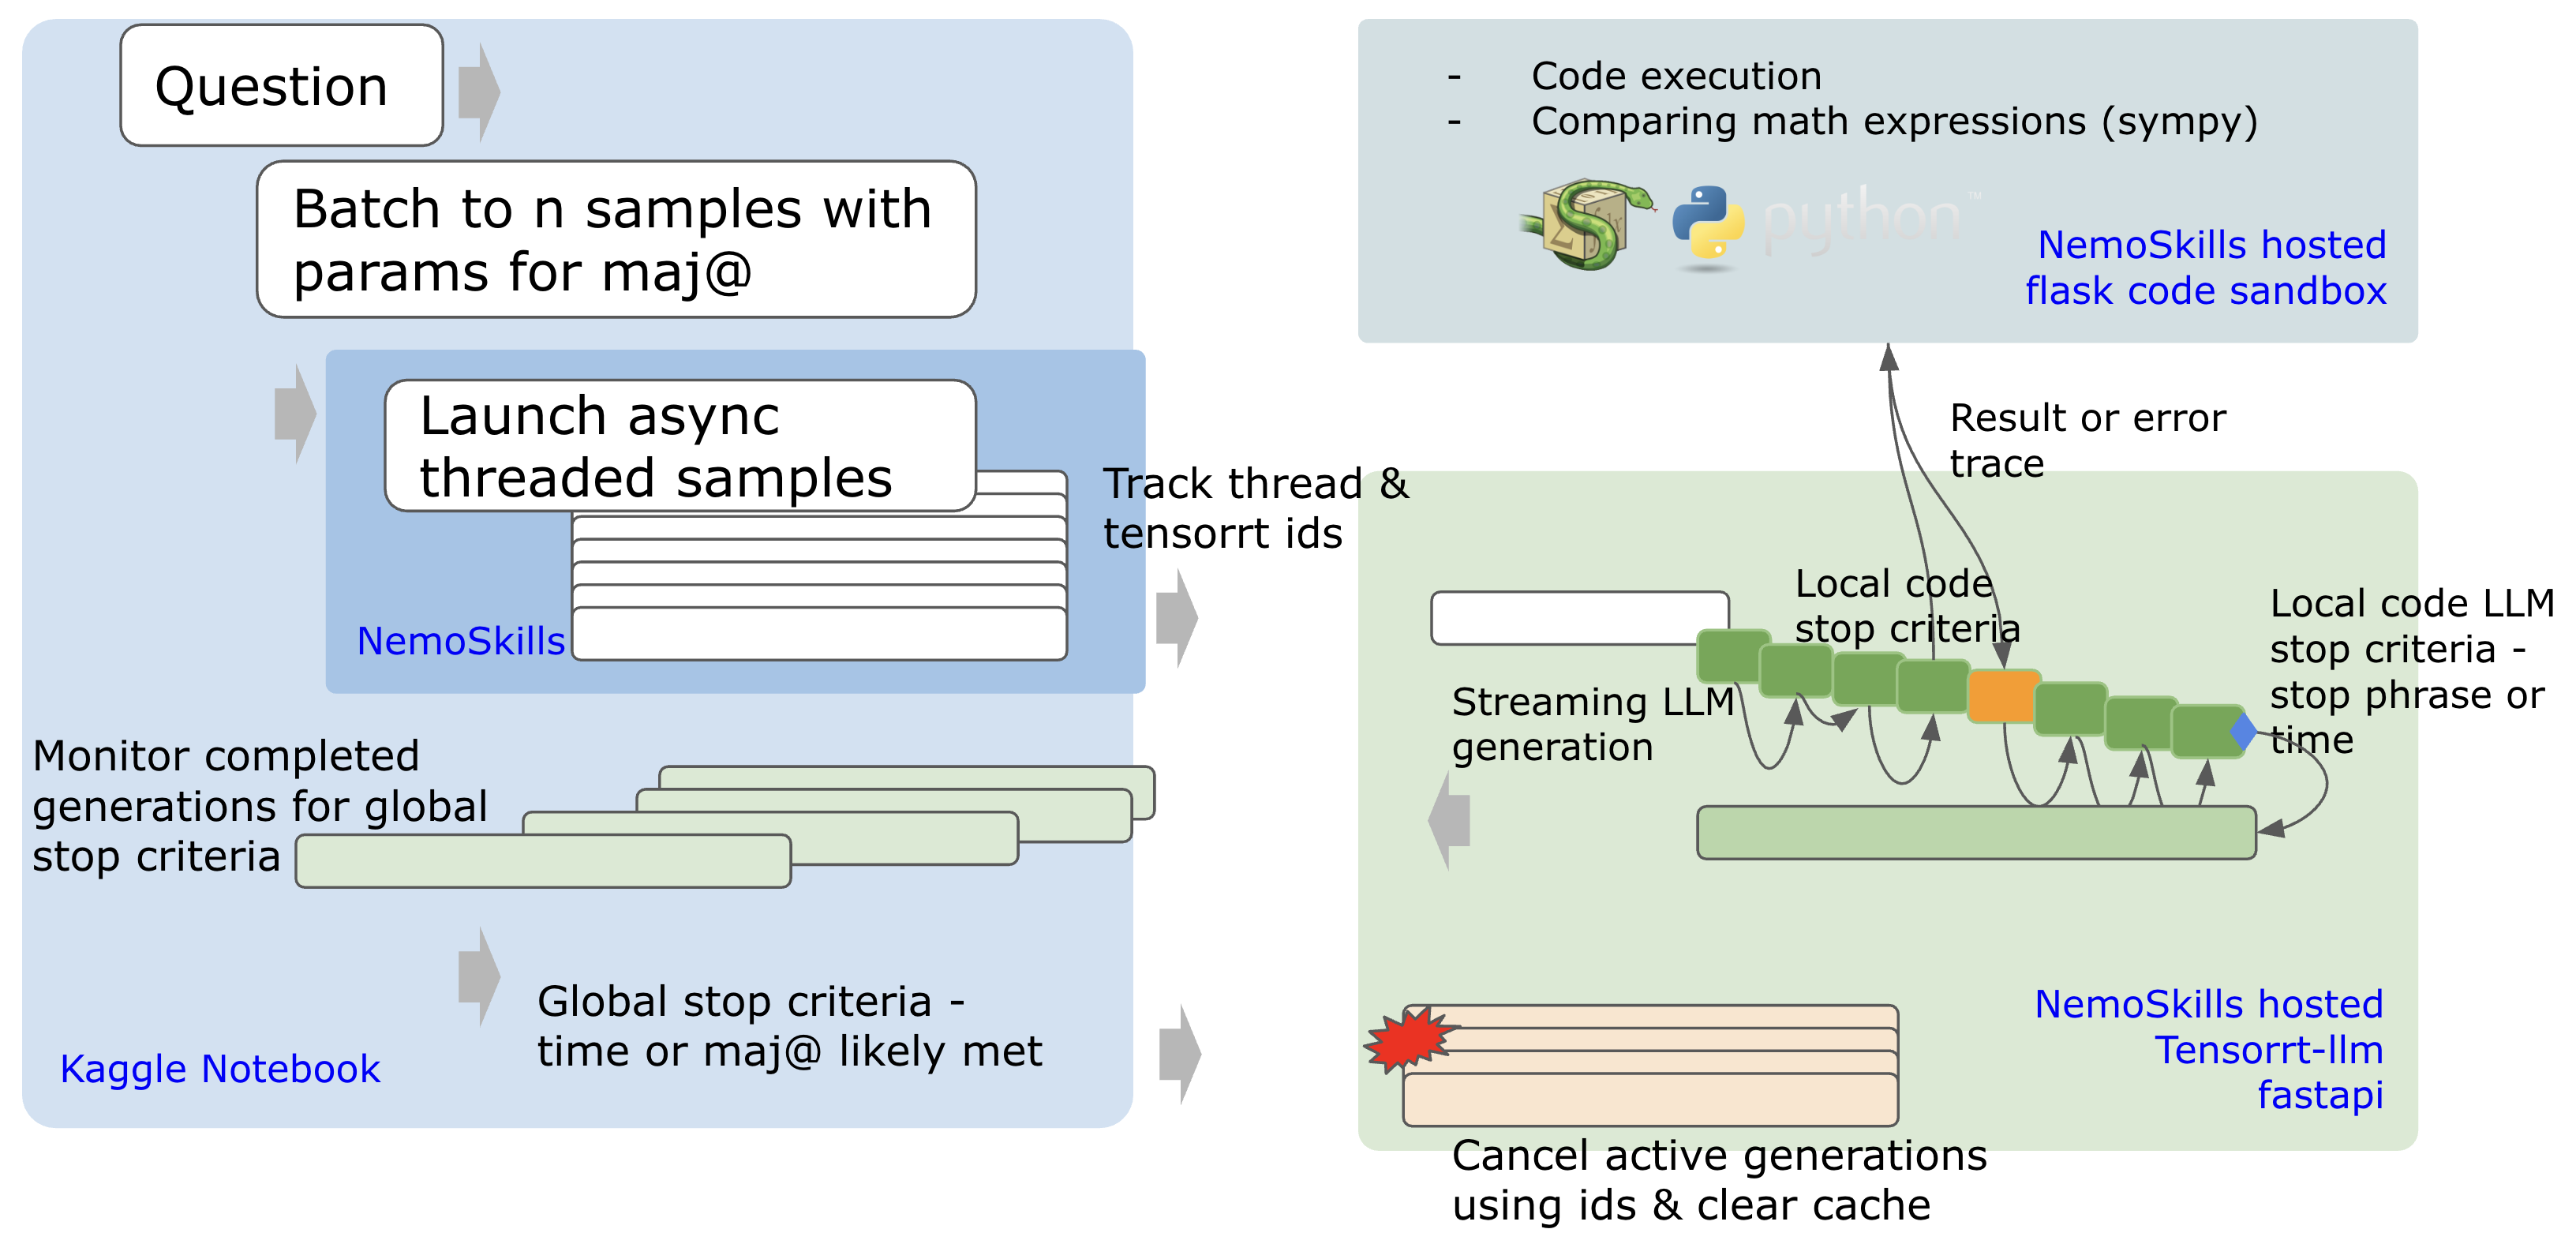 Question
Batch to n samples with
params for maj@
Launch async
threaded samples
NemoSkills
Track thread &
tensorrt ids
Monitor completed
generations for global
stop criteria
Global stop criteria -
time or maj@ likely met
Kaggle Notebook
- Code execution
- Comparing math expressions (sympy)
python™
NemoSkills hosted
flask code sandbox
Result or error
trace
Local code
stop criteria
Local code LLM
stop criteria -
stop phrase or
time
Streaming LLM
generation
NemoSkills hosted
Tensorrt-llm
fastapi
Cancel active generations
using ids & clear cache